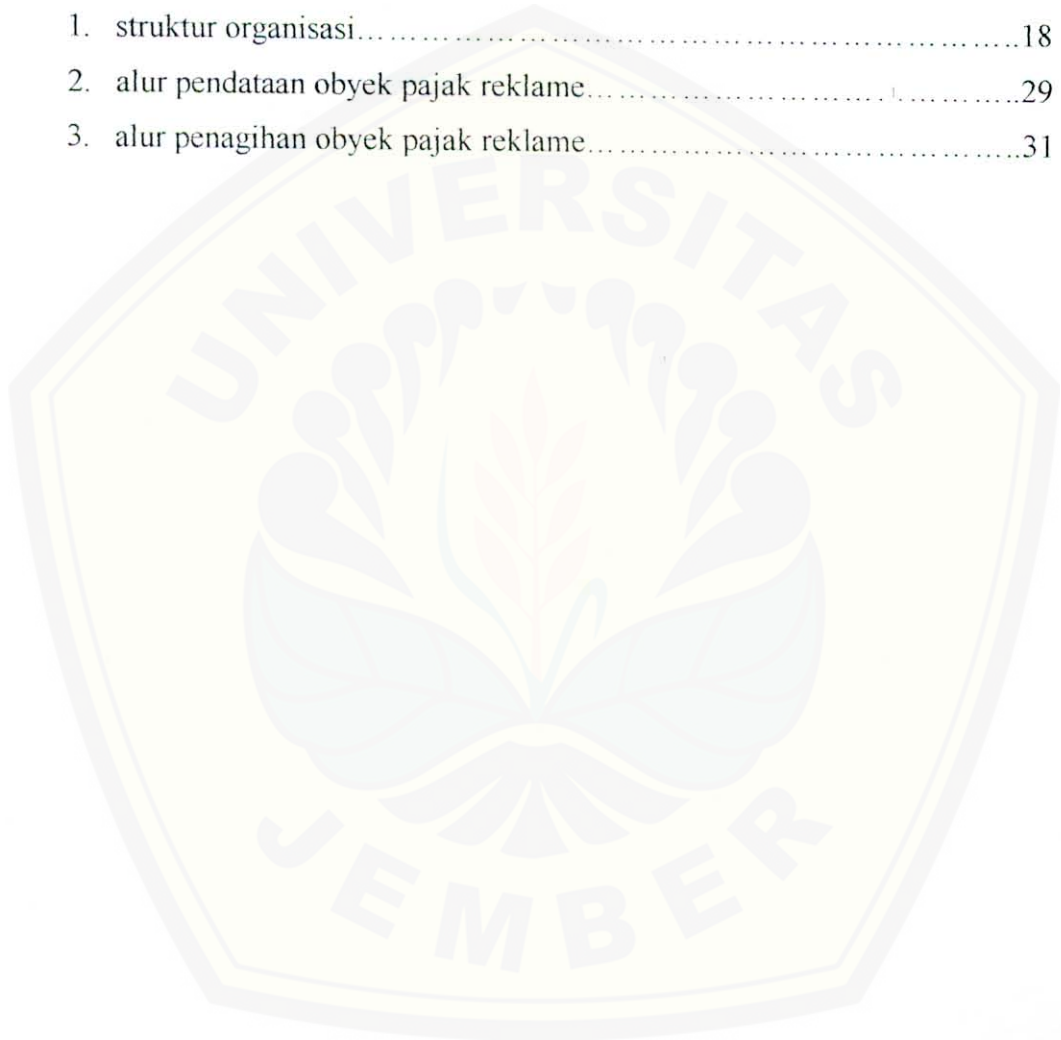 1. struktur organisasi........................................................................18
2. alur pendataan obyek pajak reklame...............................................29
3. alur penagihan obyek pajak reklame...............................................31
UNIVERSITAS
JEMBER